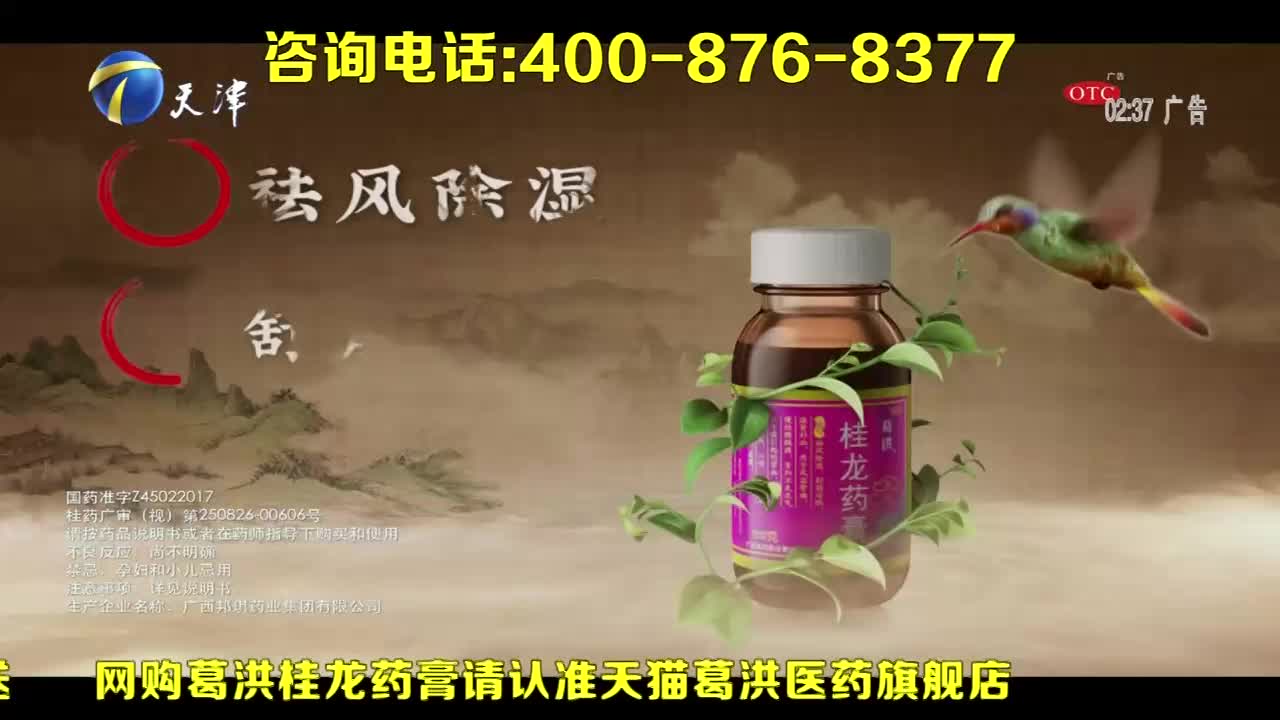 咨询电话:400-876-8377
天津
广告
OTC
02:37 广告
祛风除湿
舒
葛洪
桂龙药膏
国药准字Z45022017
桂药广审（视）第250826-00606号
请按药品说明书或者在药师指导下购买和使用
不良反应：尚不明确
禁忌：孕妇和小儿忌用
注意事项：详见说明书
生产企业名称：广西邦琪药业集团有限公司
网购葛洪桂龙药膏请认准天猫葛洪医药旗舰店